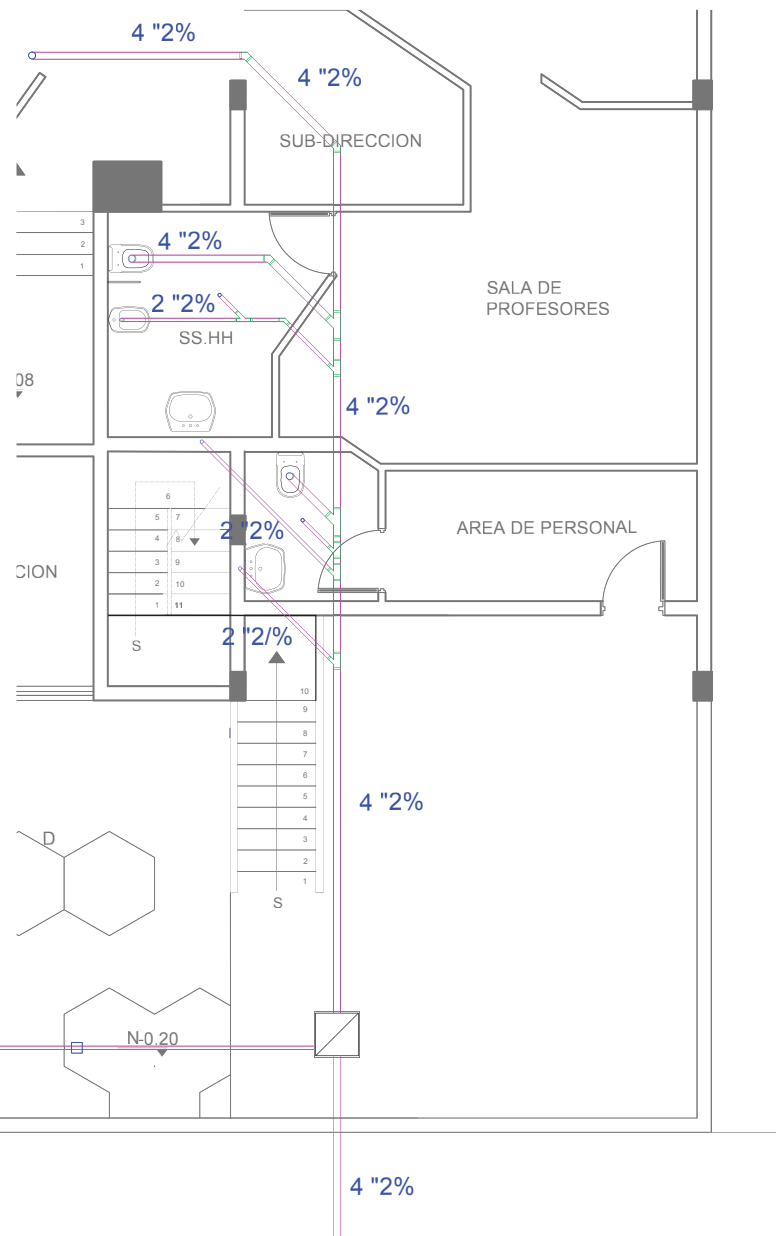 4 "2%
4 "2%
SUB-DIRECCION
3
2
1
4 "2%
SALA DE
PROFESORES
2 "2%
SS.HH
08
4 "2%
6
5 7
4 8
3 9
2 10
1 11
2 "2%
AREA DE PERSONAL
CION
S
2 "2/%
10
9
8
7
6
5
4
3
2
1
S
4 "2%
D
N-0.20
4 "2%